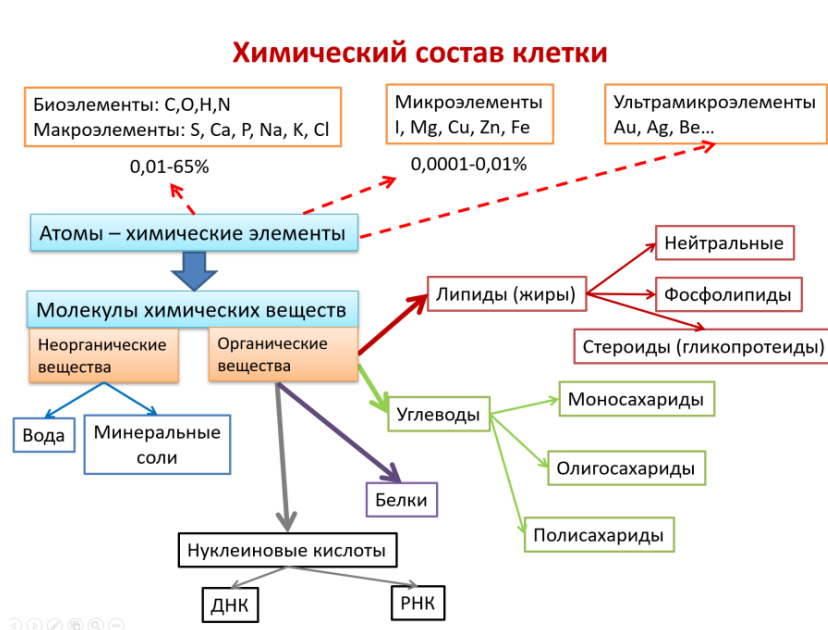 Химический состав клетки
Биоэлементы: C,O,H,N
Макроэлементы: S, Ca, P, Na, K, Cl
0,01-65%
Микроэлементы
I, Mg, Cu, Zn, Fe
0,0001-0,01%
Ультрамикроэлементы
Au, Ag, Be...
Атомы – химические элементы
Молекулы химических веществ
Неорганические
вещества
Органические
вещества
Вода
Минеральные
соли
Липиды (жиры)
Нейтральные
Фосфолипиды
Стероиды (гликопротеиды)
Углеводы
Моносахариды
Олигосахариды
Полисахариды
Белки
Нуклеиновые кислоты
ДНК
РНК